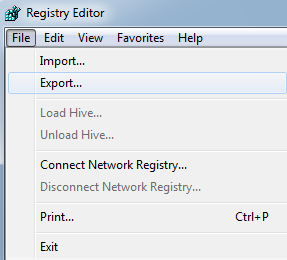 Registry Editor
File Edit View Favorites Help
Import...
Export...
Load Hive...
Unload Hive...
Connect Network Registry...
Disconnect Network Registry...
Print... Ctrl+P
Exit